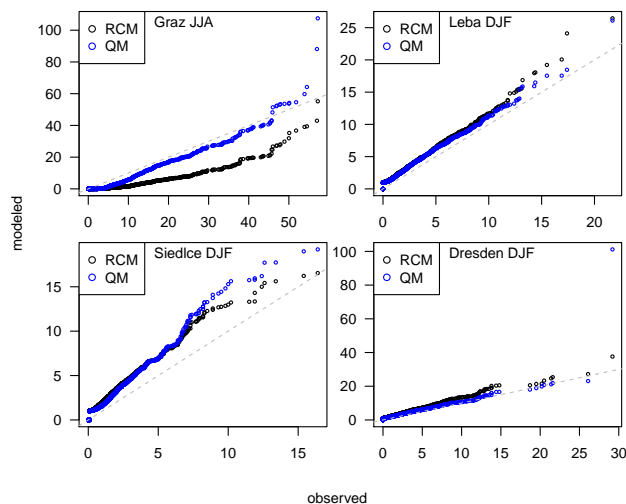 Graz JJA
RCM
QM
100
80
60
40
20
0
0 10 20 30 40 50
Leba DJF
RCM
QM
25
20
15
10
5
0
0 5 10 15 20
modeled
Siedlce DJF
RCM
QM
15
10
5
0
0 5 10 15
Dresden DJF
RCM
QM
100
80
60
40
20
0
0 5 10 15 20 25 30
observed